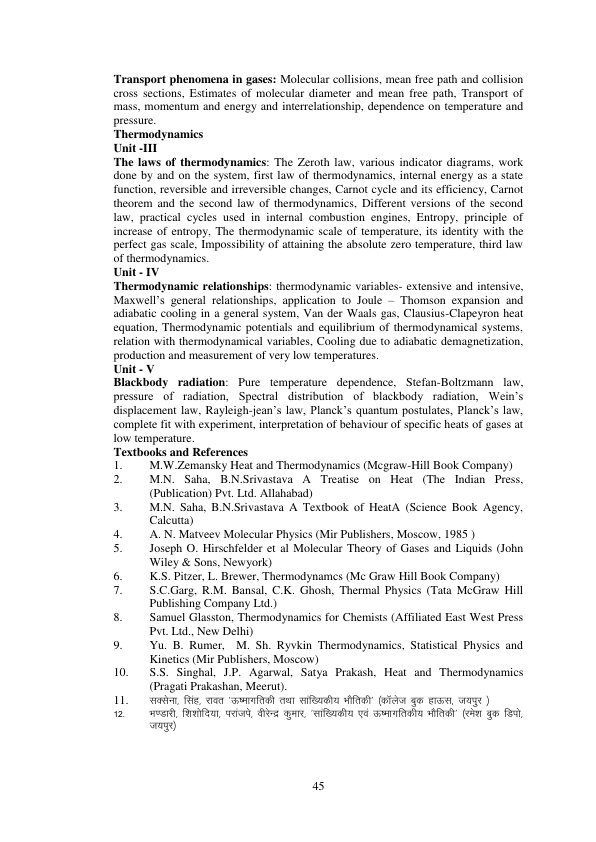 Transport phenomena in gases: Molecular collisions, mean free path and collision
cross sections, Estimates of molecular diameter and mean free path, Transport of
mass, momentum and energy and interrelationship, dependence on temperature and
pressure.
Thermodynamics
Unit -III
The laws of thermodynamics: The Zeroth law, various indicator diagrams, work
done by and on the system, first law of thermodynamics, internal energy as a state
function, reversible and irreversible changes, Carnot cycle and its efficiency, Carnot
theorem and the second law of thermodynamics, Different versions of the second
law, practical cycles used in internal combustion engines, Entropy, principle of
increase of entropy, The thermodynamic scale of temperature, its identity with the
perfect gas scale, Impossibility of attaining the absolute zero temperature, third law
of thermodynamics.
Unit - IV
Thermodynamic relationships: thermodynamic variables- extensive and intensive,
Maxwell’s general relationships, application to Joule – Thomson expansion and
adiabatic cooling in a general system, Van der Waals gas, Clausius-Clapeyron heat
equation, Thermodynamic potentials and equilibrium of thermodynamical systems,
relation with thermodynamical variables, Cooling due to adiabatic demagnetization,
production and measurement of very low temperatures.
Unit - V
Blackbody radiation: Pure temperature dependence, Stefan-Boltzmann law,
pressure of radiation, Spectral distribution of blackbody radiation, Wein’s
displacement law, Rayleigh-jean’s law, Planck’s quantum postulates, Planck’s law,
complete fit with experiment, interpretation of behaviour of specific heats of gases at
low temperature.
Textbooks and References
1. M.W.Zemansky Heat and Thermodynamics (Mcgraw-Hill Book Company)
2. M.N. Saha, B.N.Srivastava A Treatise on Heat (The Indian Press,
(Publication) Pvt. Ltd. Allahabad)
3. M.N. Saha, B.N.Srivastava A Textbook of HeatA (Science Book Agency,
Calcutta)
4. A. N. Matveev Molecular Physics (Mir Publishers, Moscow, 1985 )
5. Joseph O. Hirschfelder et al Molecular Theory of Gases and Liquids (John
Wiley & Sons, Newyork)
6. K.S. Pitzer, L. Brewer, Thermodynamcs (Mc Graw Hill Book Company)
7. S.C.Garg, R.M. Bansal, C.K. Ghosh, Thermal Physics (Tata McGraw Hill
Publishing Company Ltd.)
8. Samuel Glasston, Thermodynamics for Chemists (Affiliated East West Press
Pvt. Ltd., New Delhi)
9. Yu. B. Rumer, M. Sh. Ryvkin Thermodynamics, Statistical Physics and
Kinetics (Mir Publishers, Moscow)
10. S.S. Singhal, J.P. Agarwal, Satya Prakash, Heat and Thermodynamics
(Pragati Prakashan, Meerut).
11. सक्सेना, सिंह, रावत ‘ऊष्मागतिकी तथा सांख्यिकीय भौतिकी’ (कॉलेज बुक हाऊस, जयपुर )
12. भण्डारी, शिशोदिया, परांजपे, वीरेन्द्र कुमार, ‘सांख्यिकीय एवं ऊष्मागतिकीय भौतिकी’ (रमेश बुक डिपो,
जयपुर)
45